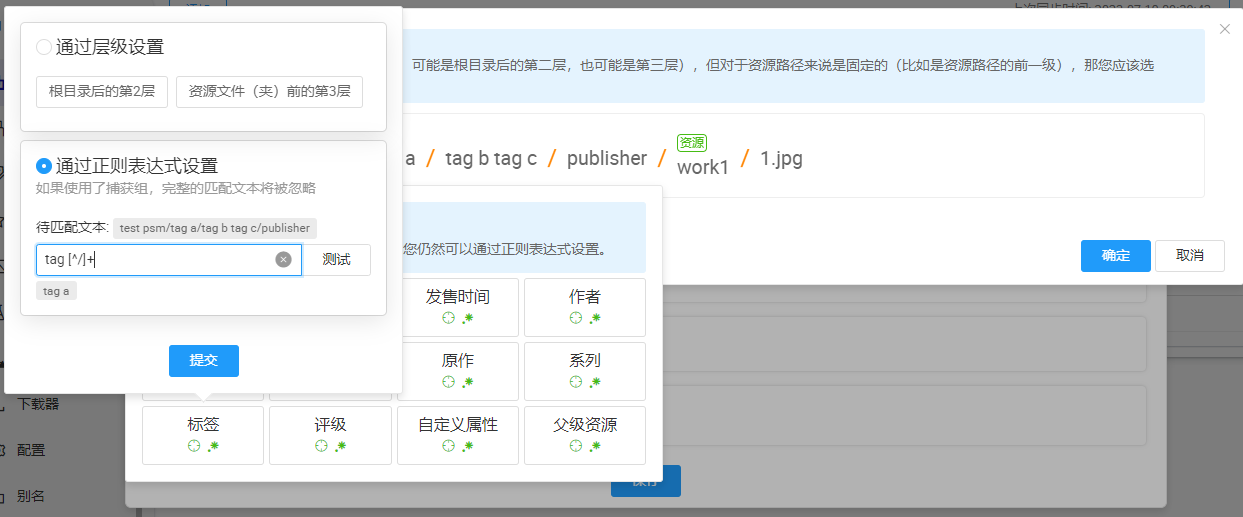 通过层级设置
根目录后的第2层
资源文件（夹）前的第3层
通过正则表达式设置
如果使用了捕获组，完整的匹配文本将被忽略
待匹配文本: test psm/tag a/tag b tag c/publisher
tag [^/]+
测试
tag a
提交
可能是根目录后的第二层，也可能是第三层），但对于资源路径来说是固定的（比如是资源路径的前一级），那您应该选
资源
a / tag b tag c / publisher / work1 / 1.jpg
您仍然可以通过正则表达式设置。
确定
取消
发售时间
作者
原作
系列
标签
评级
自定义属性
父级资源
下载器
配置
别名
保存